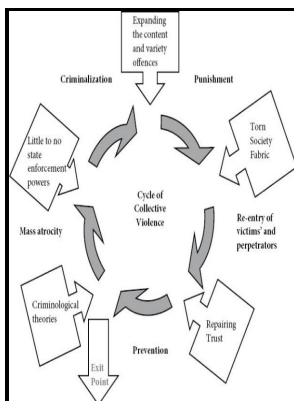 Expanding
the content
and variety
offences
Criminalization
Punishment
Little to no
state
enforcement
powers
Torn
Society
Fabric
Cycle of
Collective
Violence
Mass atrocity
Re-entry of
victims' and
perpetrators
Criminological
theories
Repairing
Trust
Prevention
Exit
Point